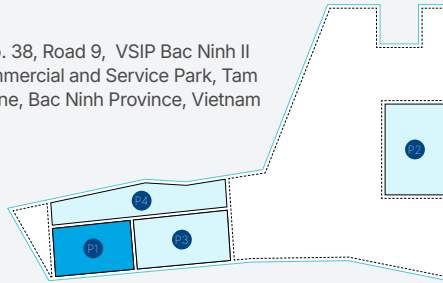 38, Road 9, VSIP Bac Ninh II
mmercial and Service Park, Tam
ne, Bac Ninh Province, Vietnam
P2
P4
P1
P3